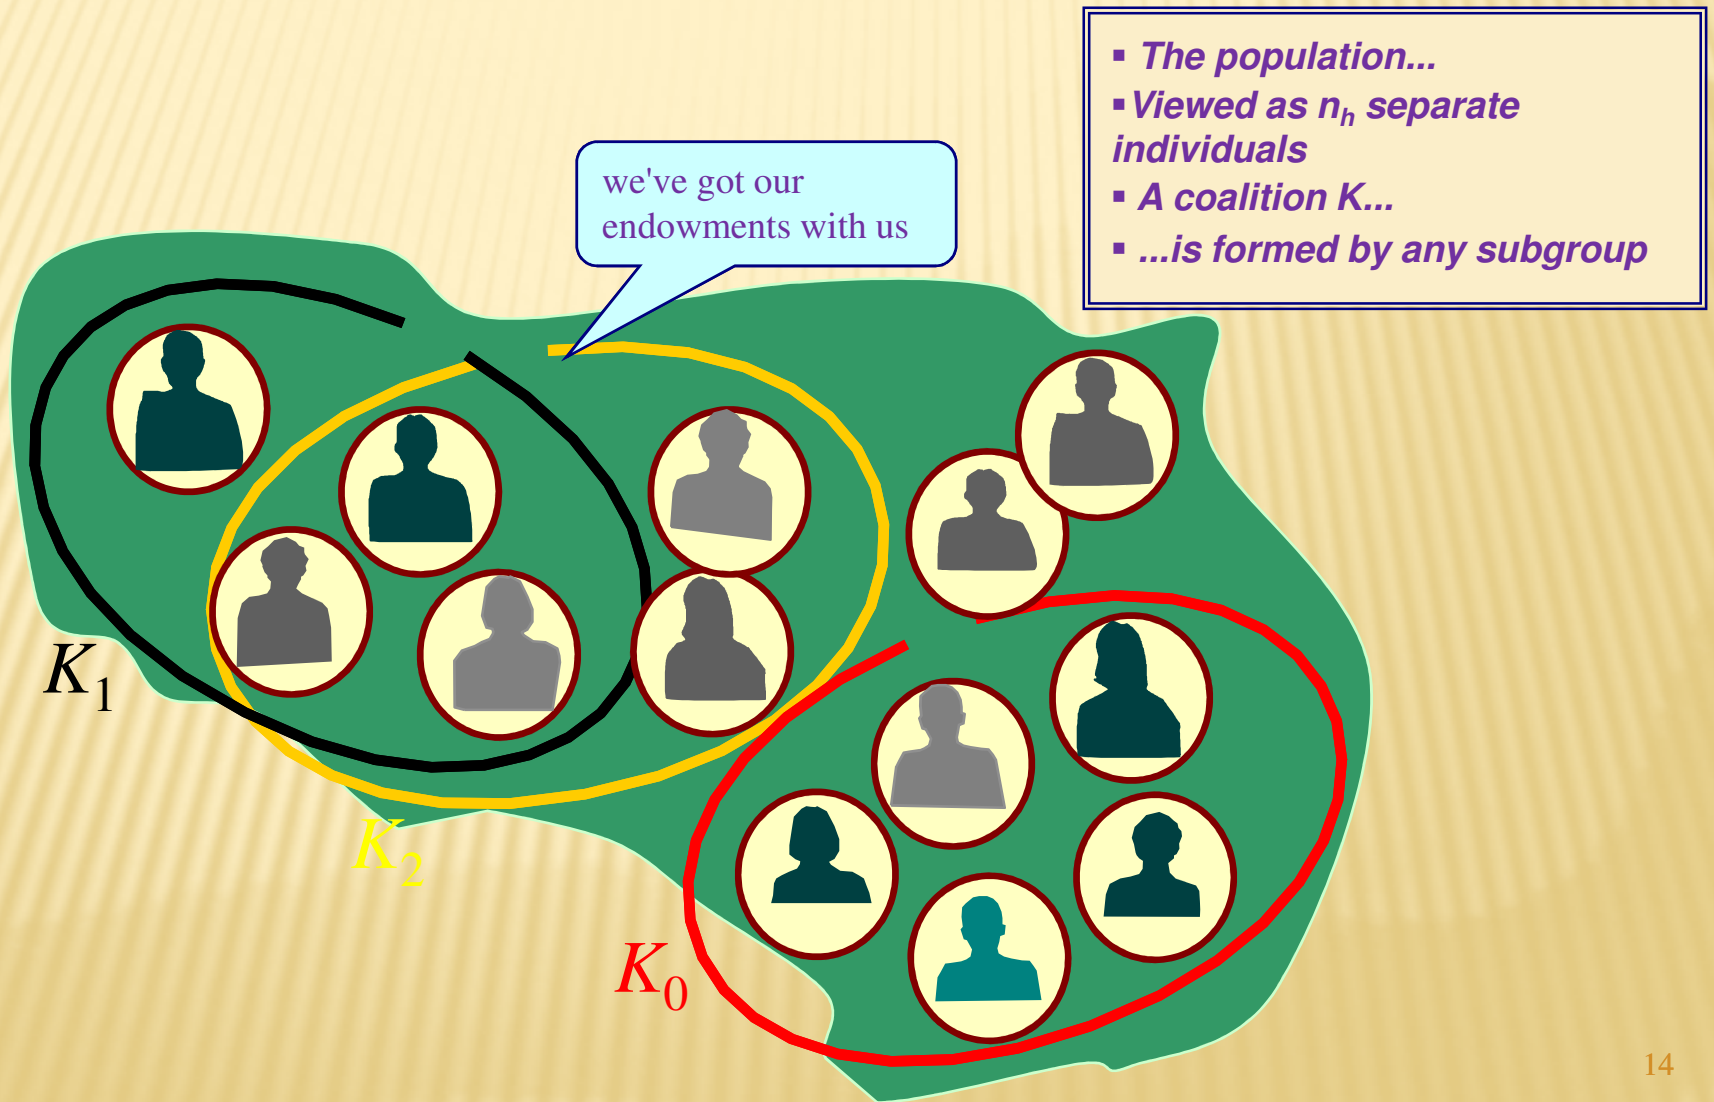 ▪ The population...
▪Viewed as nₕ separate
individuals
▪ A coalition K...
▪ ...is formed by any subgroup
we've got our
endowments with us
K₁
K₂
K₀
14